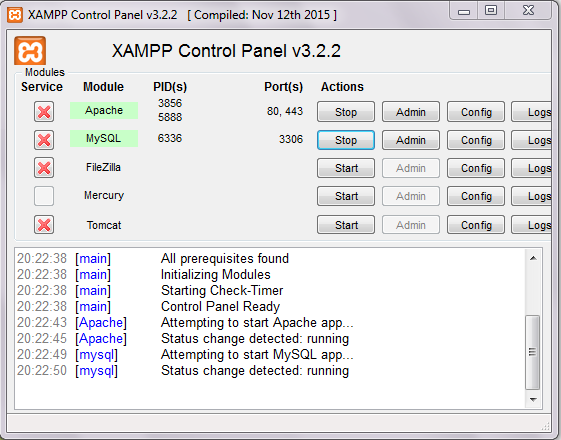 XAMPP Control Panel v3.2.2 [ Compiled: Nov 12th 2015 ]
XAMPP Control Panel v3.2.2
Modules
Service Module PID(s) Port(s) Actions
Apache 3856 5888 80, 443 Stop Admin Config Logs
MySQL 6336 3306 Stop Admin Config Logs
FileZilla Start Admin Config Logs
Mercury Start Admin Config Logs
Tomcat Start Admin Config Logs
20:22:38 [main] All prerequisites found
20:22:38 [main] Initializing Modules
20:22:38 [main] Starting Check-Timer
20:22:38 [main] Control Panel Ready
20:22:43 [Apache] Attempting to start Apache app...
20:22:45 [Apache] Status change detected: running
20:22:49 [mysql] Attempting to start MySQL app...
20:22:50 [mysql] Status change detected: running